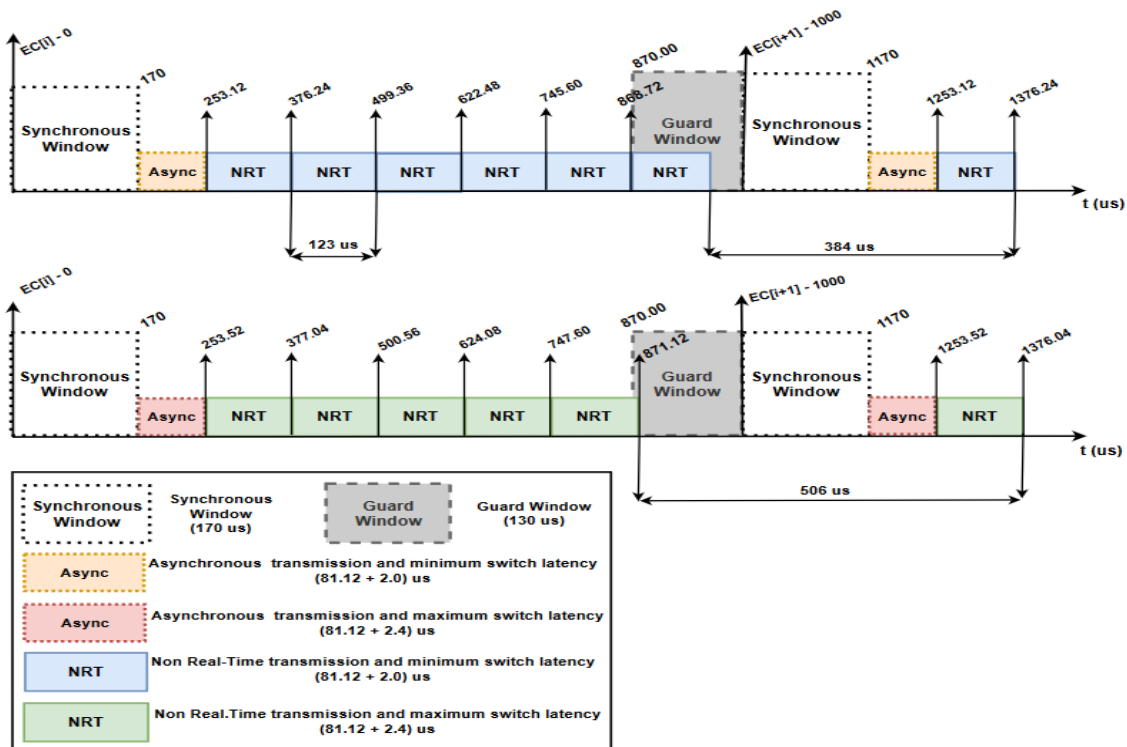 EC[i] - 0
170
253.12
376.24
499.36
622.48
745.60
868.72
870.00
EC[i+1] - 1000
1170
1253.12
1376.24
Synchronous
Window
Async
NRT
NRT
NRT
NRT
NRT
NRT
Guard
Window
Synchronous
Window
Async
NRT
t (us)
123 us
384 us
EC[i] - 0
170
253.52
377.04
500.56
624.08
747.60
870.00
871.12
EC[i+1] - 1000
1170
1253.52
1376.04
Synchronous
Window
Async
NRT
NRT
NRT
NRT
NRT
Guard
Window
Synchronous
Window
Async
NRT
t (us)
506 us
Synchronous
Window
Synchronous
Window
(170 us)
Guard
Window
Guard Window
(130 us)
Async
Asynchronous transmission and minimum switch latency
(81.12 + 2.0) us
Async
Asynchronous transmission and maximum switch latency
(81.12 + 2.4) us
NRT
Non Real-Time transmission and minimum switch latency
(81.12 + 2.0) us
NRT
Non Real.Time transmission and maximum switch latency
(81.12 + 2.4) us